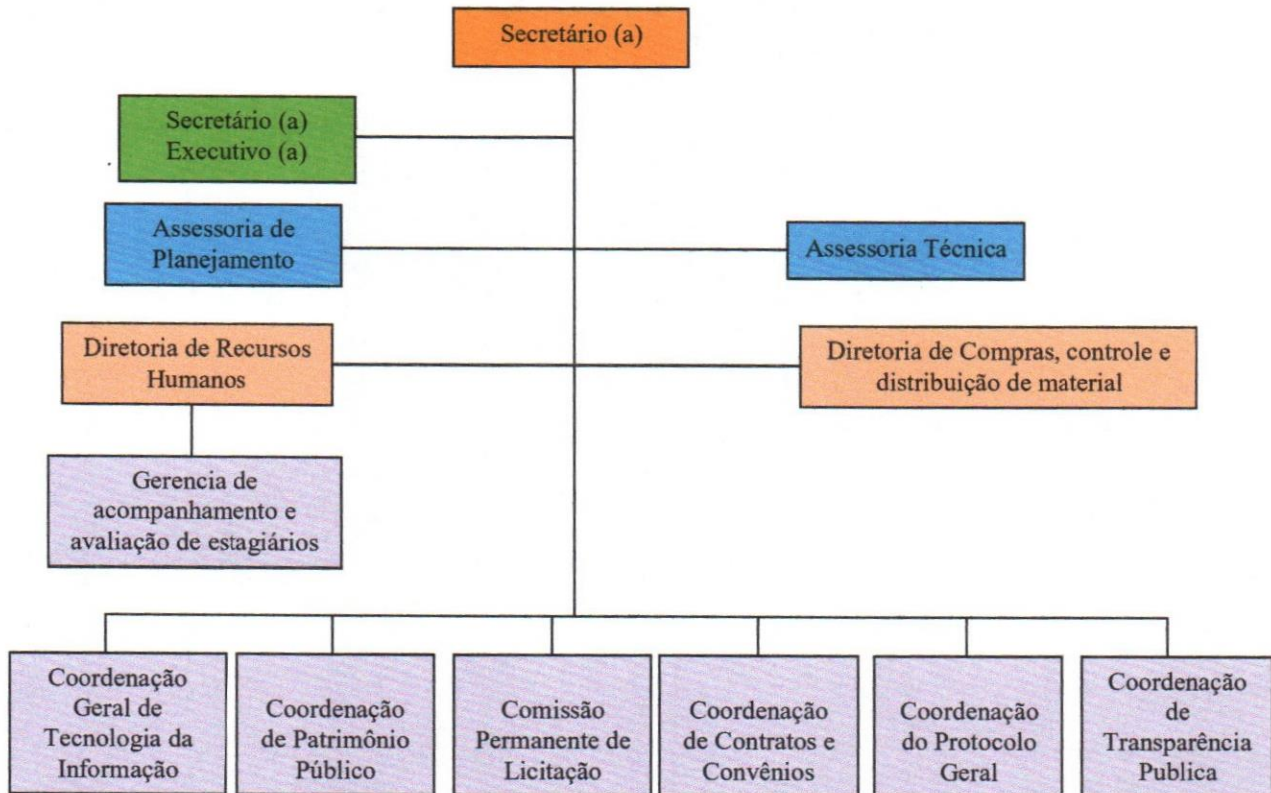 Secretário (a)
Secretário (a)
Executivo (a)
Assessoria de
Planejamento
Assessoria Técnica
Diretoria de Recursos
Humanos
Diretoria de Compras, controle e
distribuição de material
Gerencia de
acompanhamento e
avaliação de estagiários
Coordenação
Geral de
Tecnologia da
Informação
Coordenação
de Patrimônio
Público
Comissão
Permanente de
Licitação
Coordenação
de Contratos e
Convênios
Coordenação
do Protocolo
Geral
Coordenação
de
Transparência
Publica